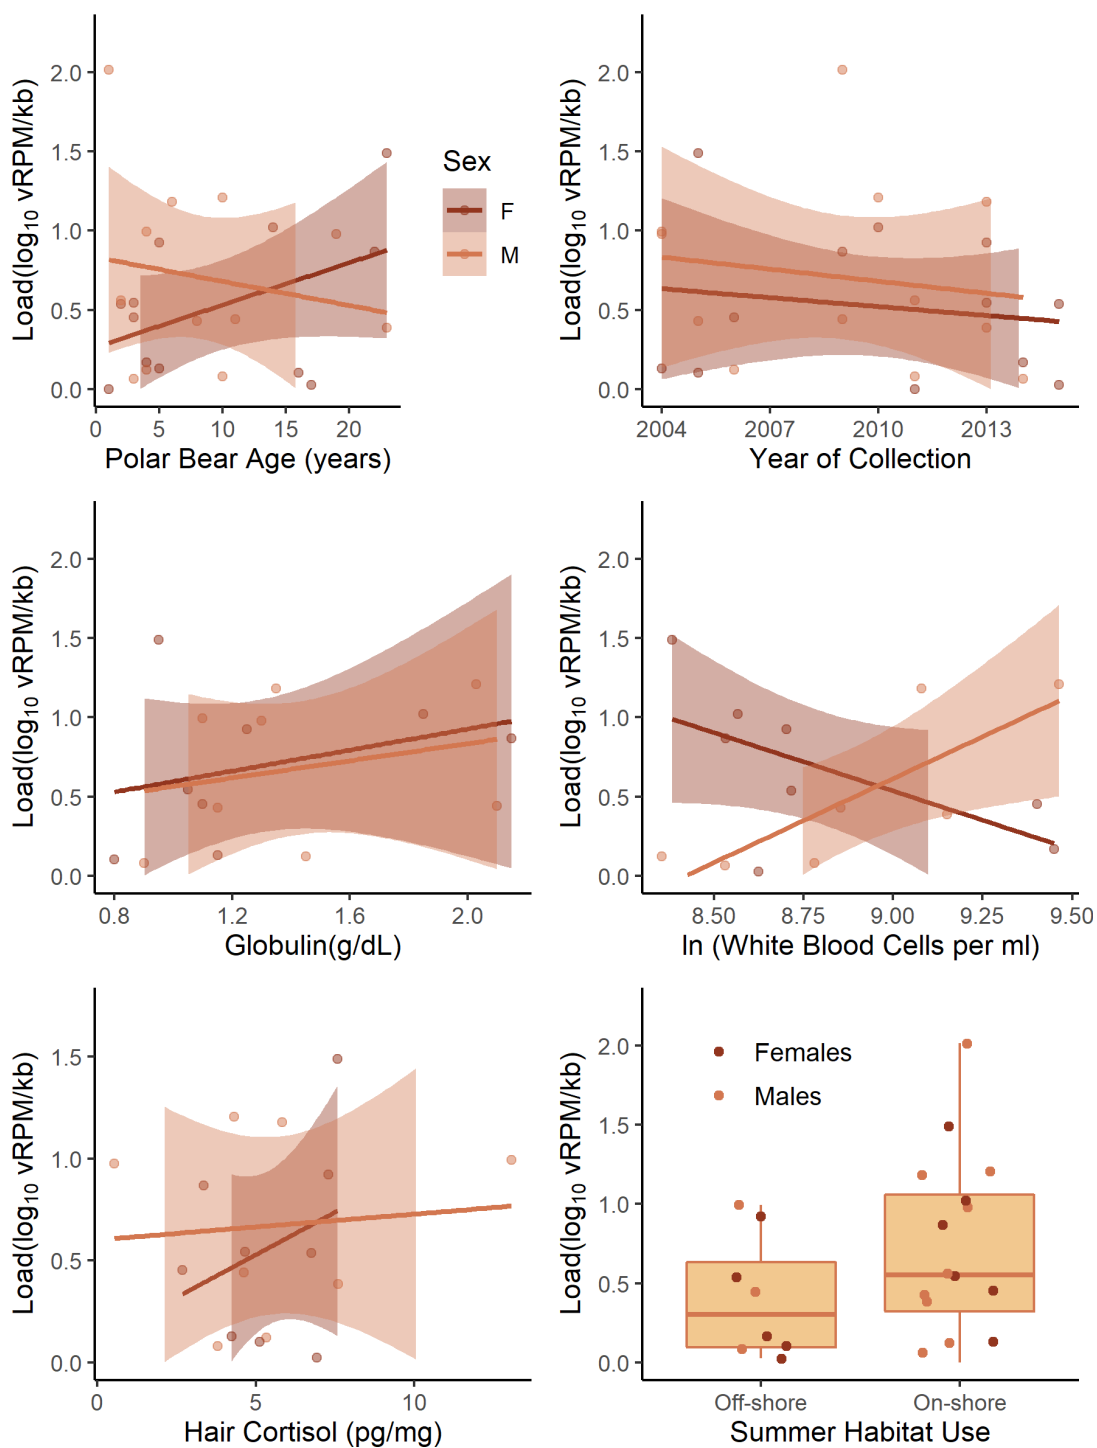 Load(log10 vRPM/kb)
2.0
1.5
1.0
0.5
0.0
0 5 10 15 20
Polar Bear Age (years)
Sex
F
M
Load(log10 vRPM/kb)
2.0
1.5
1.0
0.5
0.0
2004 2007 2010 2013
Year of Collection
Load(log10 vRPM/kb)
2.0
1.5
1.0
0.5
0.0
0.8 1.2 1.6 2.0
Globulin(g/dL)
Load(log10 vRPM/kb)
2.0
1.5
1.0
0.5
0.0
8.50 8.75 9.00 9.25 9.50
ln (White Blood Cells per ml)
Load(log10 vRPM/kb)
1.5
1.0
0.5
0.0
0 5 10
Hair Cortisol (pg/mg)
Load(log10 vRPM/kb)
2.0
1.5
1.0
0.5
0.0
Females
Males
Off-shore On-shore
Summer Habitat Use